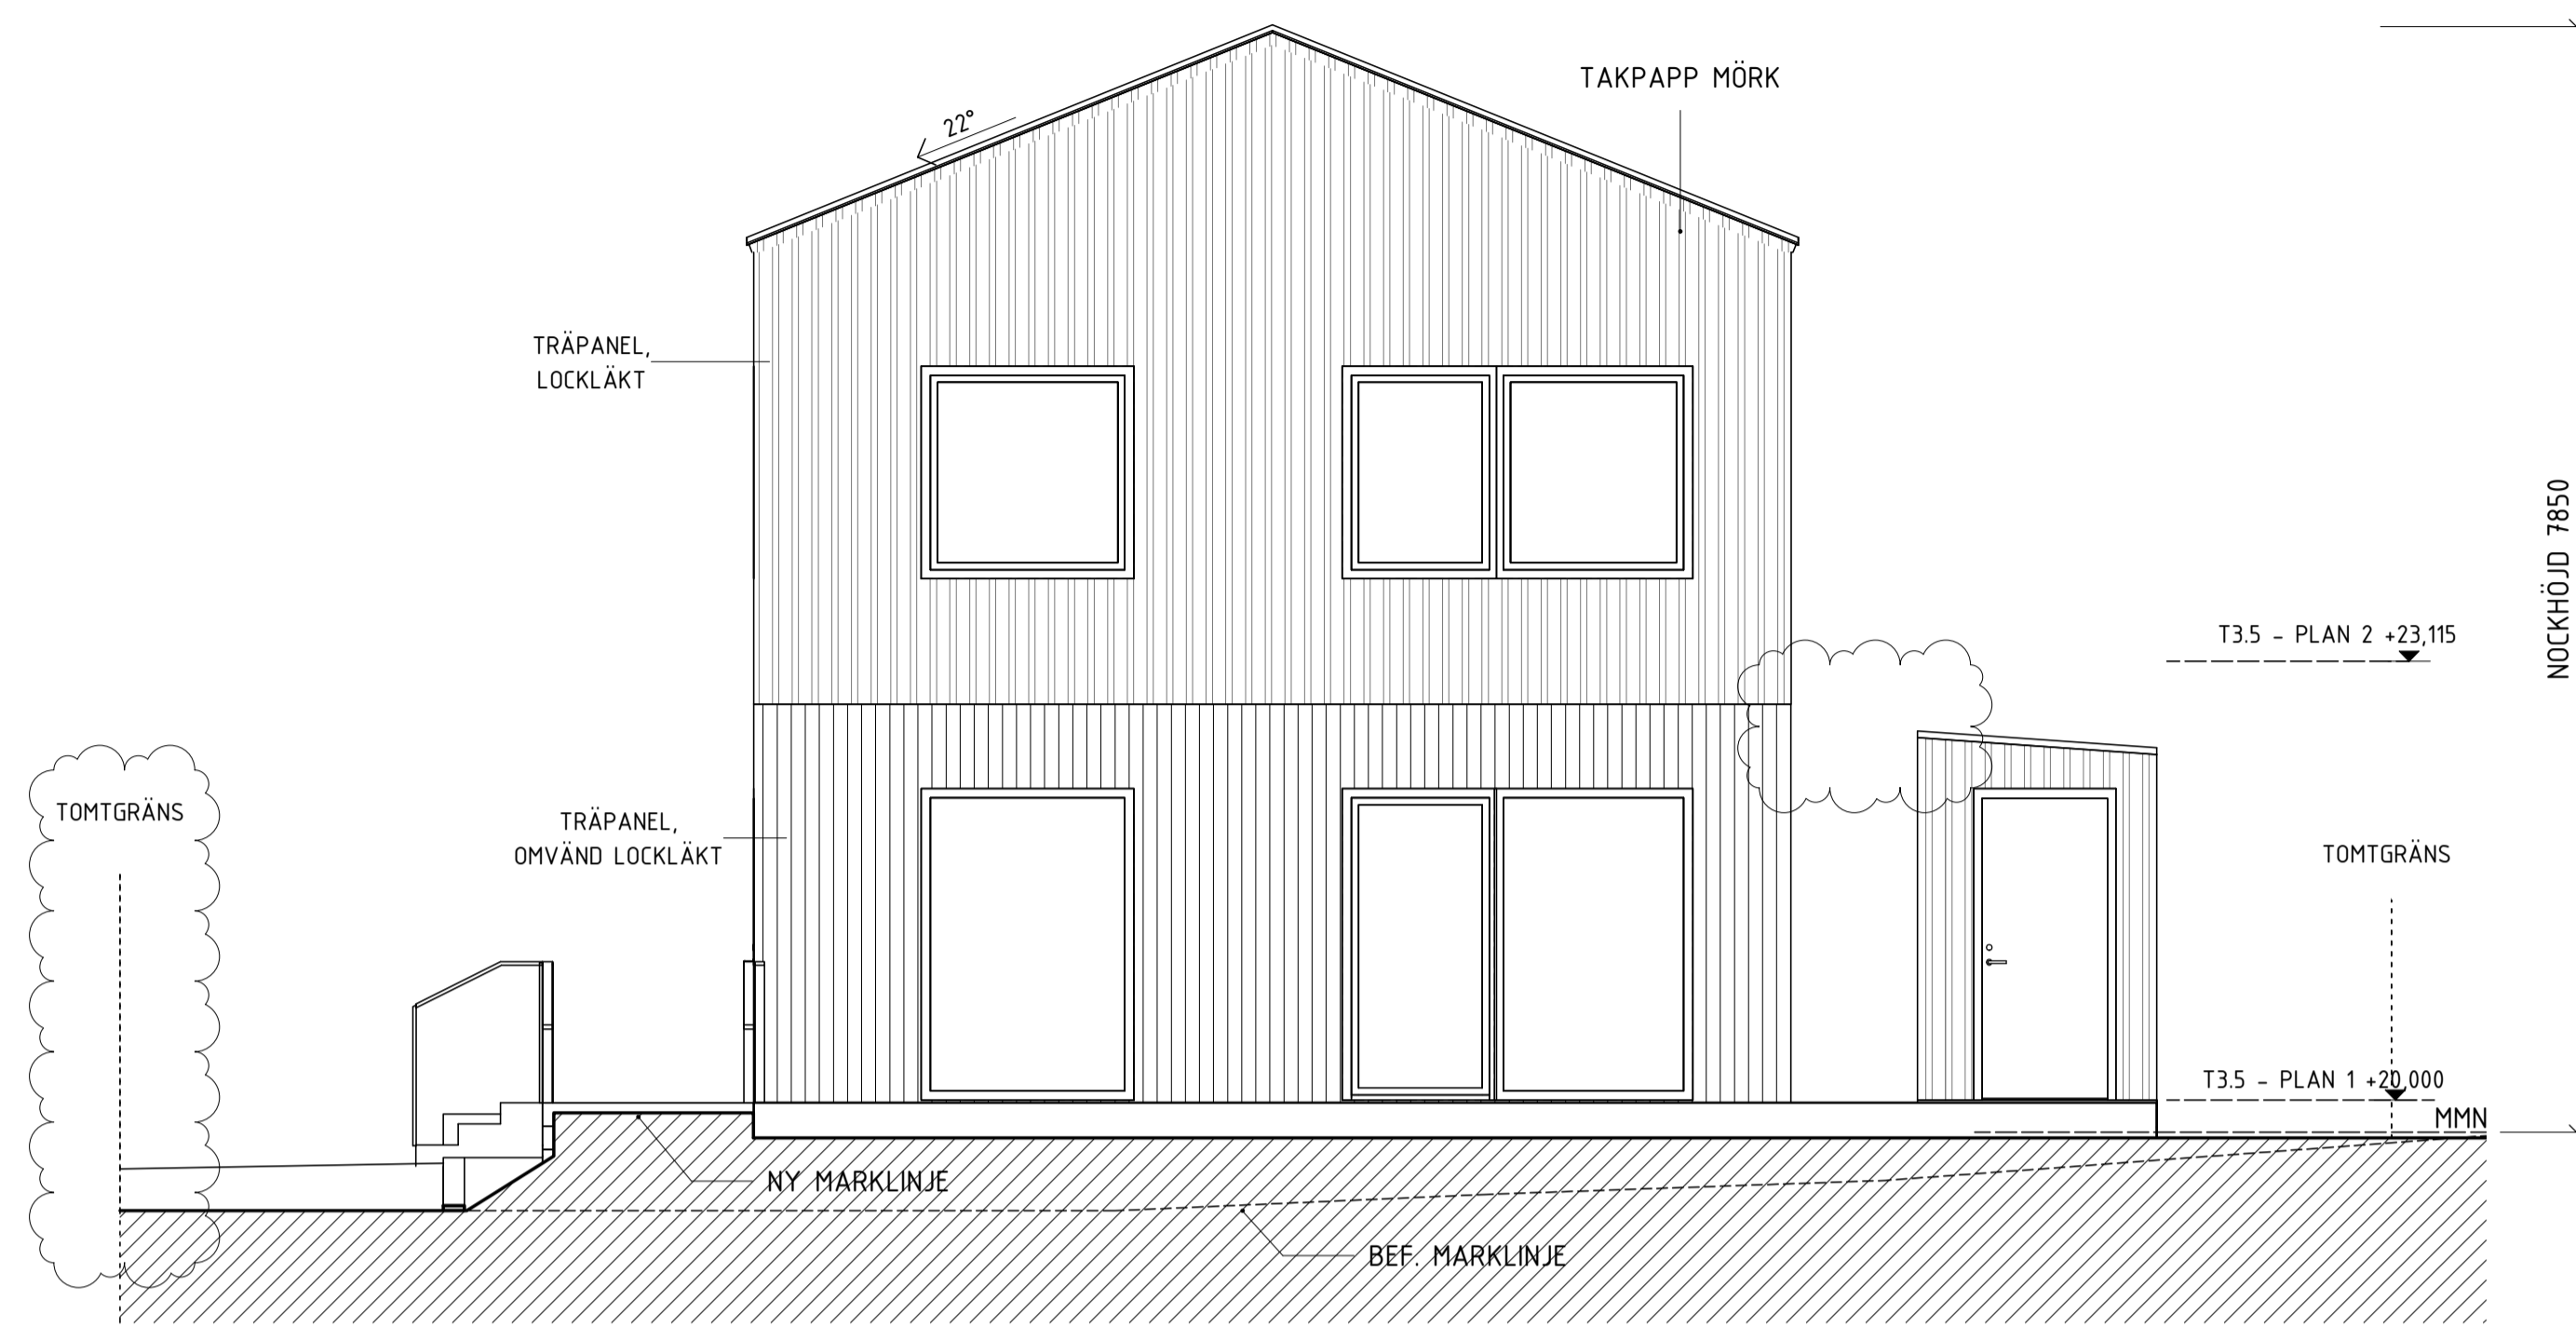 TAKPAPP MÖRK
22°
TRÄPANEL,
LOCKLÄKT
NOCKHÖJD 7850
T3.5 - PLAN 2 +23,115
TOMTGRÄNS
TRÄPANEL,
OMVÄND LOCKLÄKT
TOMTGRÄNS
T3.5 - PLAN 1 +20,000
MMN
NY MARKLINJE
BEF. MARKLINJE